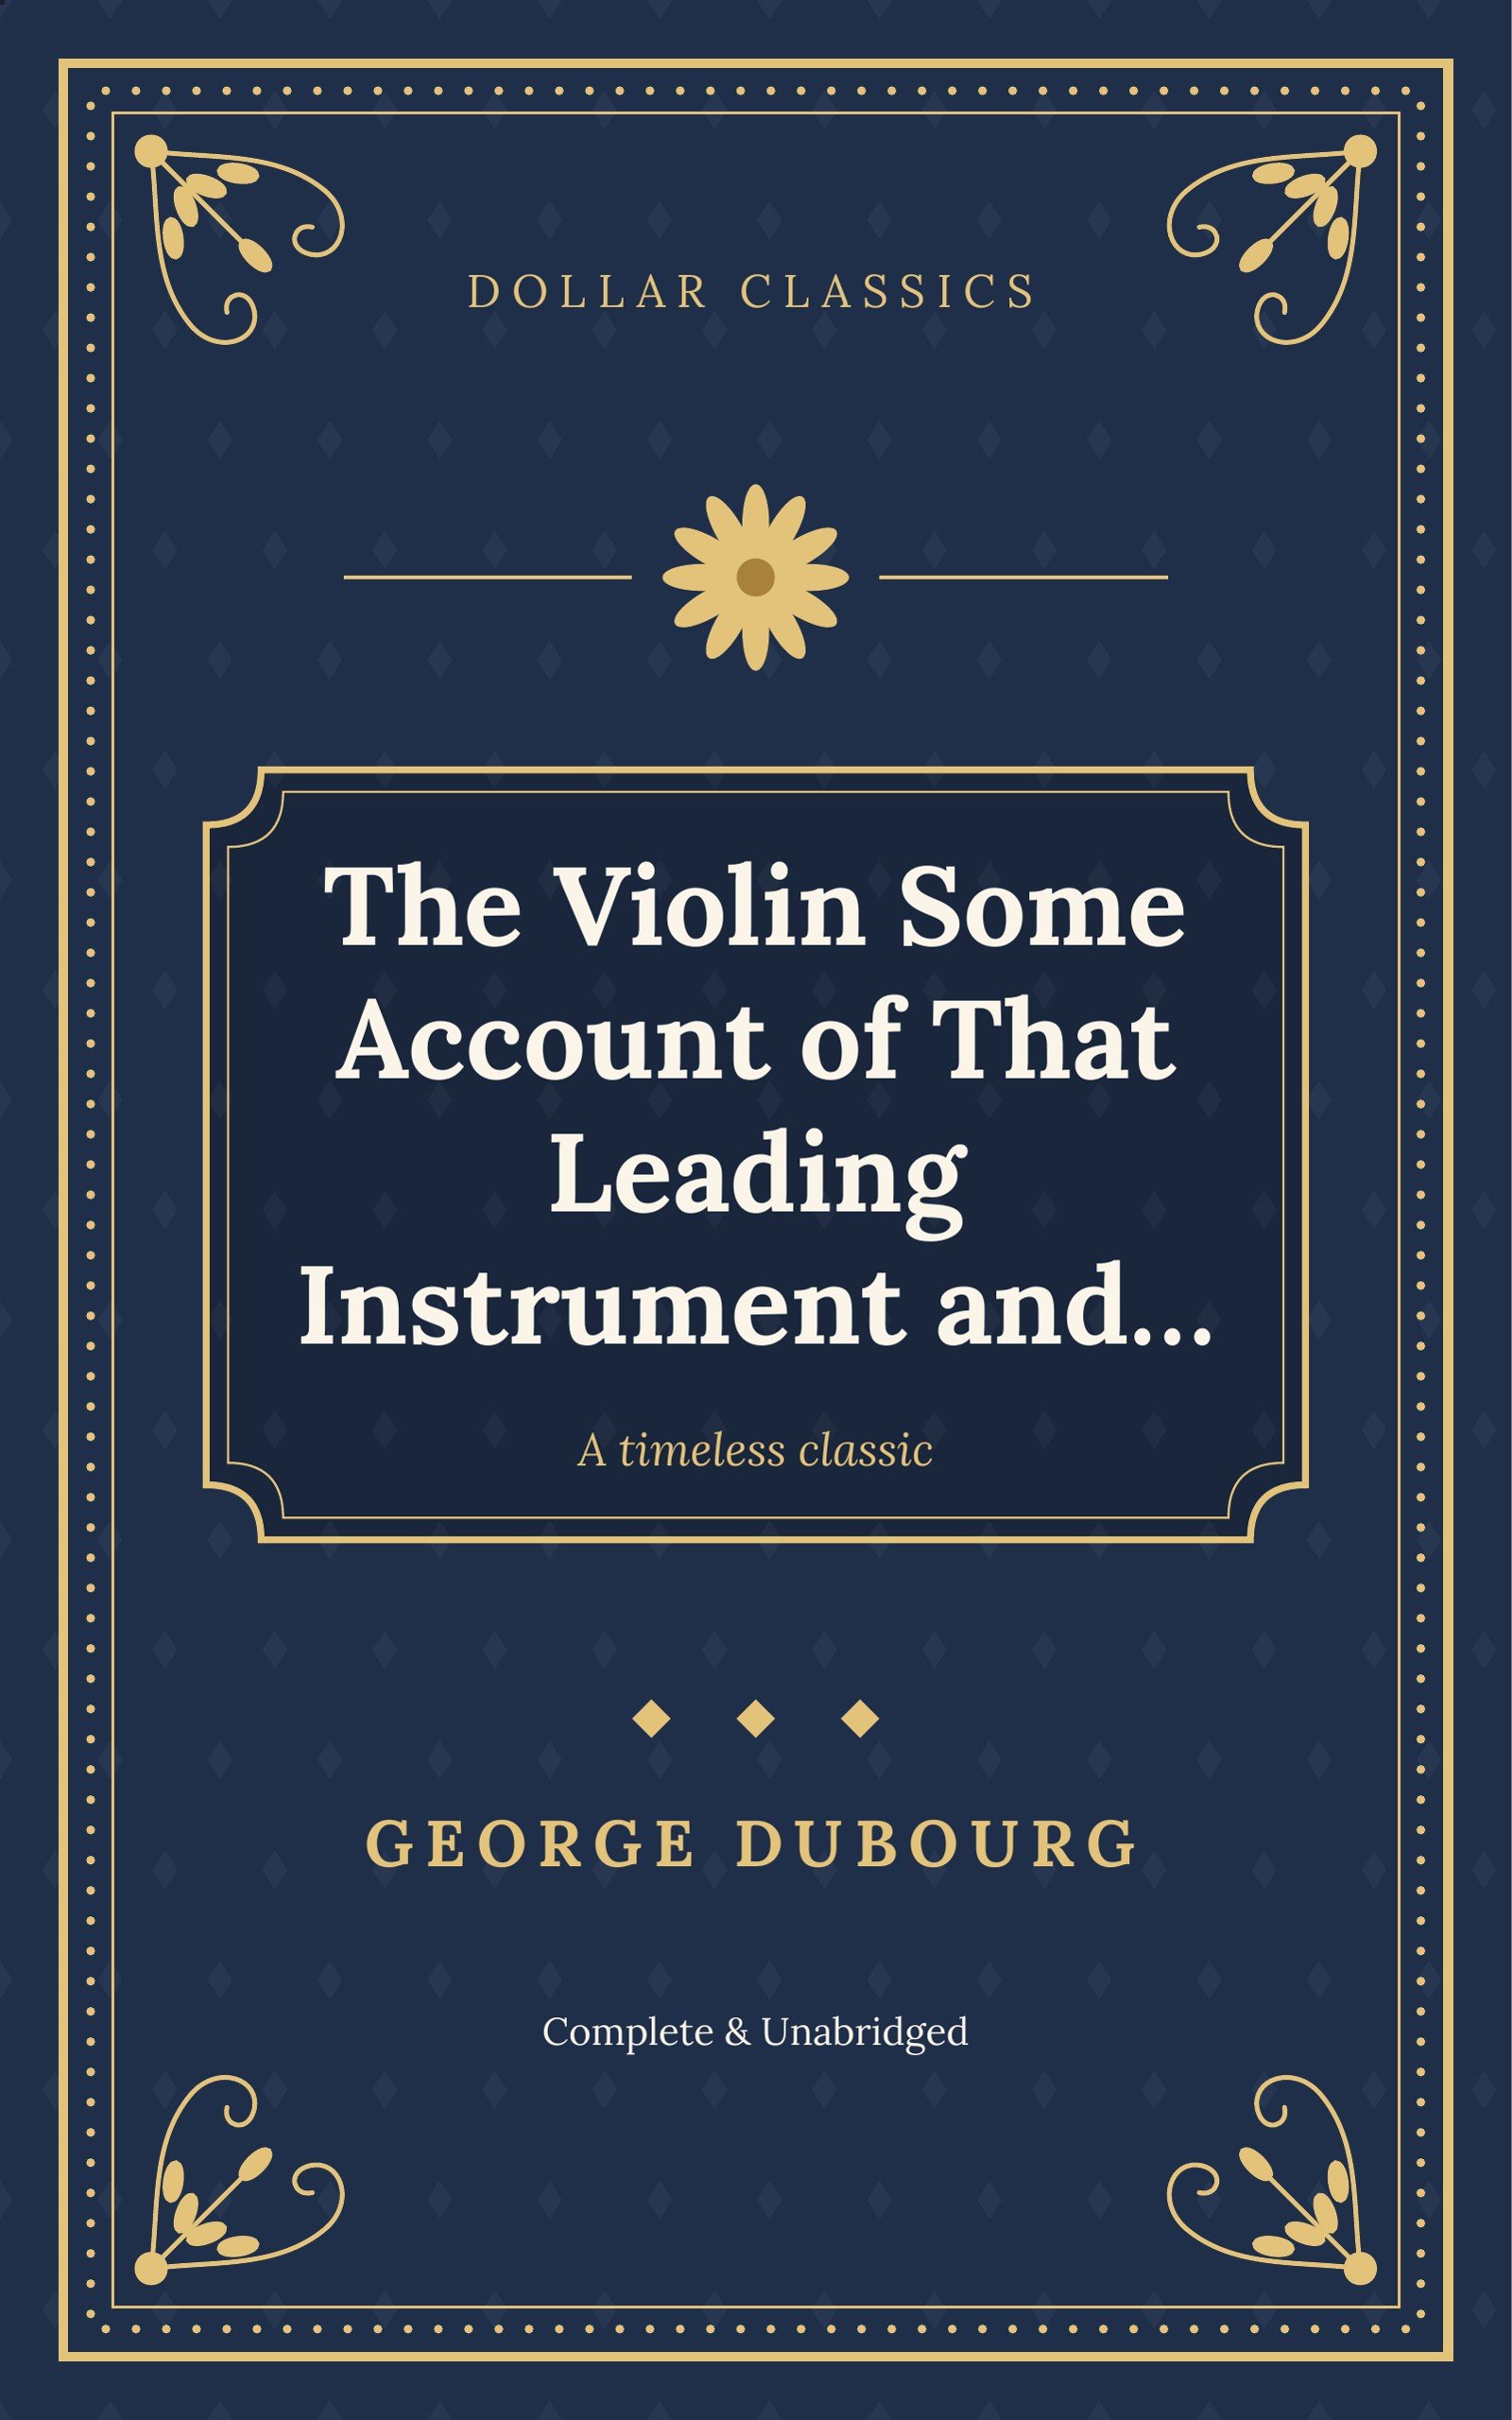 DOLLAR CLASSICS
The Violin Some
Account of That
Leading
Instrument and...
A timeless classic
GEORGE DUBOURG
Complete & Unabridged